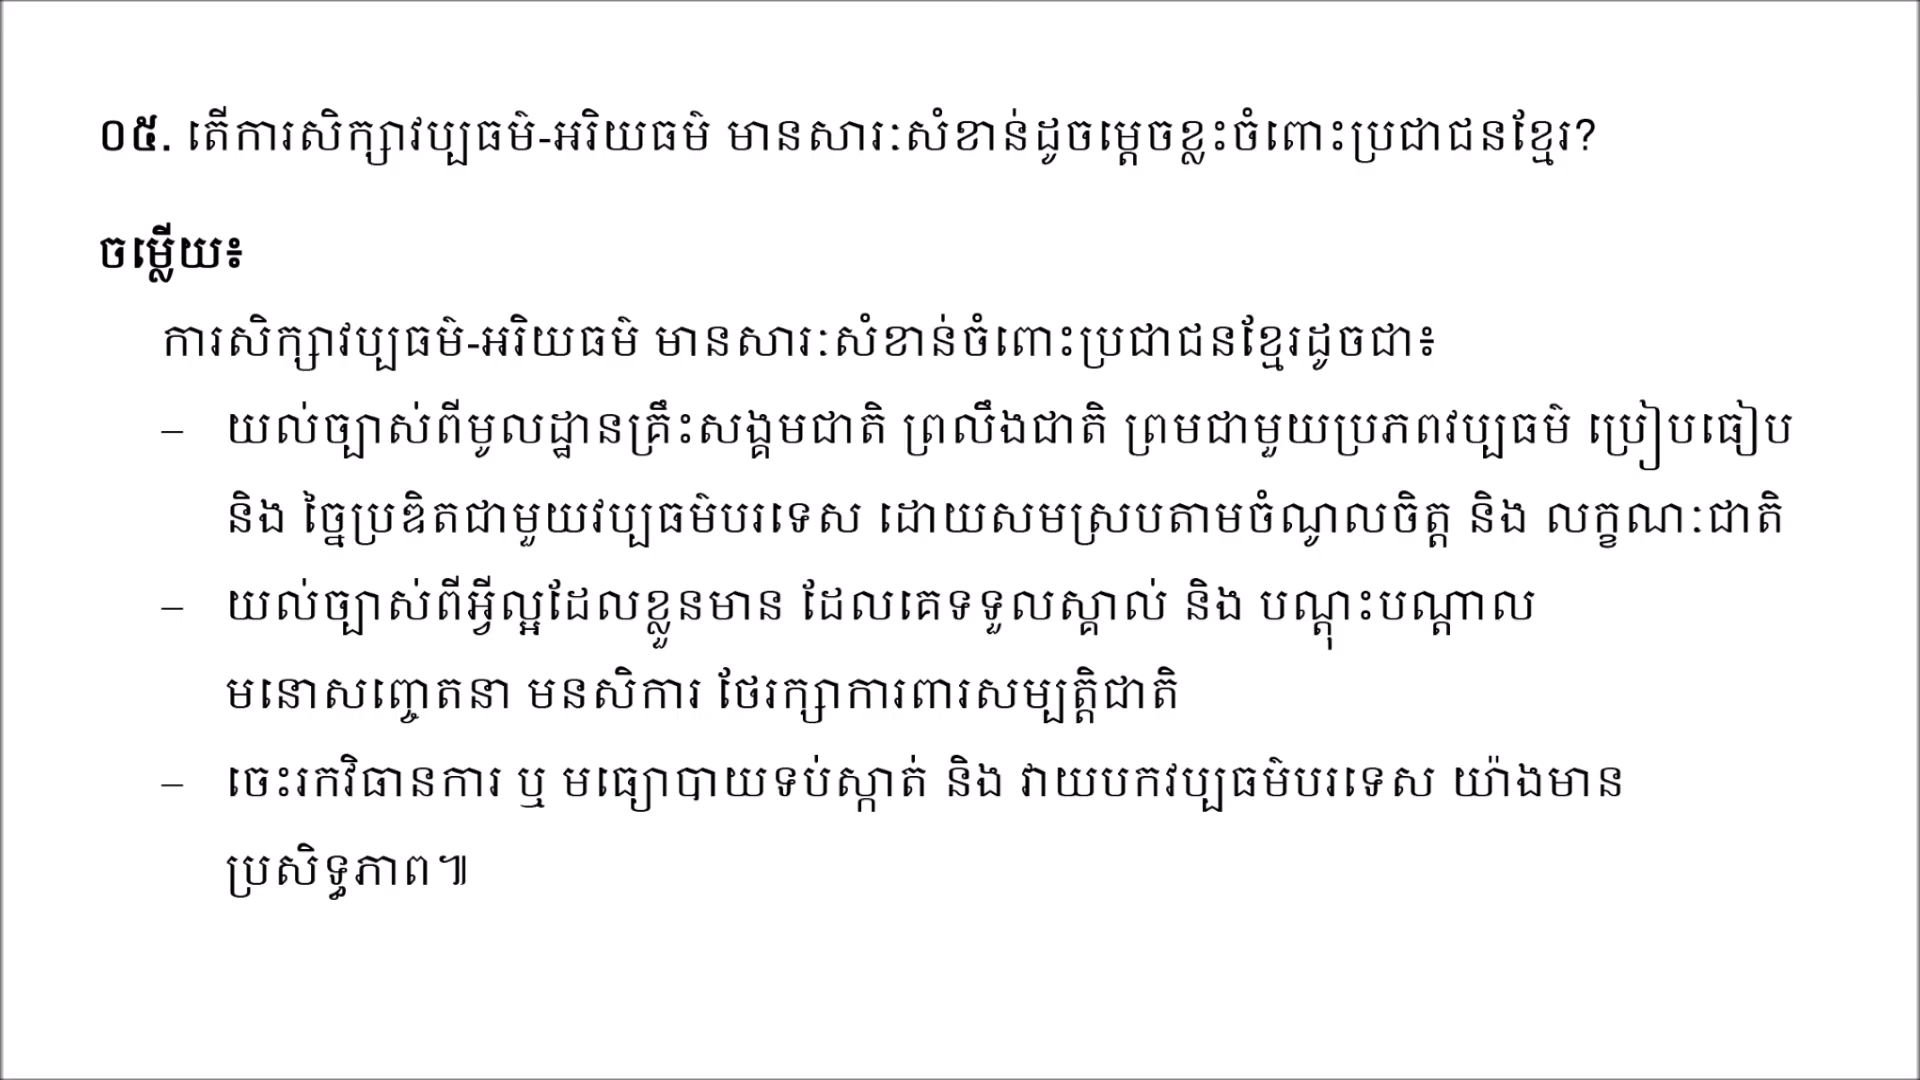 ០៥. តើការសិក្សាវប្បធម៌-អរិយធម៌ មានសារៈសំខាន់ដូចម្ដេចខ្លះចំពោះប្រជាជនខ្មែរ?
ចម្លើយ៖
ការសិក្សាវប្បធម៌-អរិយធម៌ មានសារៈសំខាន់ចំពោះប្រជាជនខ្មែរដូចជា៖
– យល់ច្បាស់ពីមូលដ្ឋានគ្រឹះសង្គមជាតិ ព្រលឹងជាតិ ព្រមជាមួយប្រភពវប្បធម៌ ប្រៀបធៀប
និង ច្នៃប្រឌិតជាមួយវប្បធម៌បរទេស ដោយសមស្របតាមចំណូលចិត្ត និង លក្ខណៈជាតិ
– យល់ច្បាស់ពីអ្វីល្អដែលខ្លួនមាន ដែលគេទទួលស្គាល់ និង បណ្ដុះបណ្ដាល
មនោសញ្ចេតនា មនសិការ ថែរក្សាការពារសម្បត្តិជាតិ
– ចេះរកវិធានការ ឬ មធ្យោបាយទប់ស្កាត់ និង វាយបកវប្បធម៌បរទេស យ៉ាងមាន
ប្រសិទ្ធភាព៕